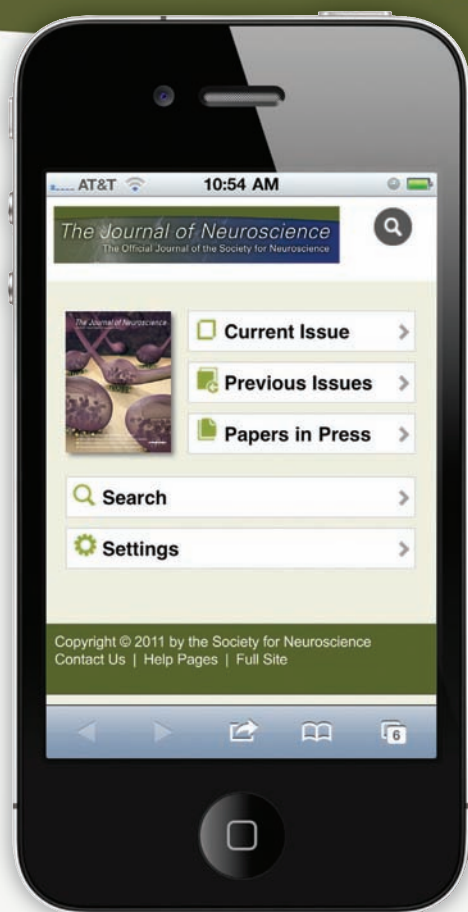 AT&T 10:54 AM
The Journal of Neuroscience
The Official Journal of the Society for Neuroscience
The Journal of Neuroscience
Current Issue
Previous Issues
Papers in Press
Search
Settings
Copyright © 2011 by the Society for Neuroscience
Contact Us | Help Pages | Full Site
6